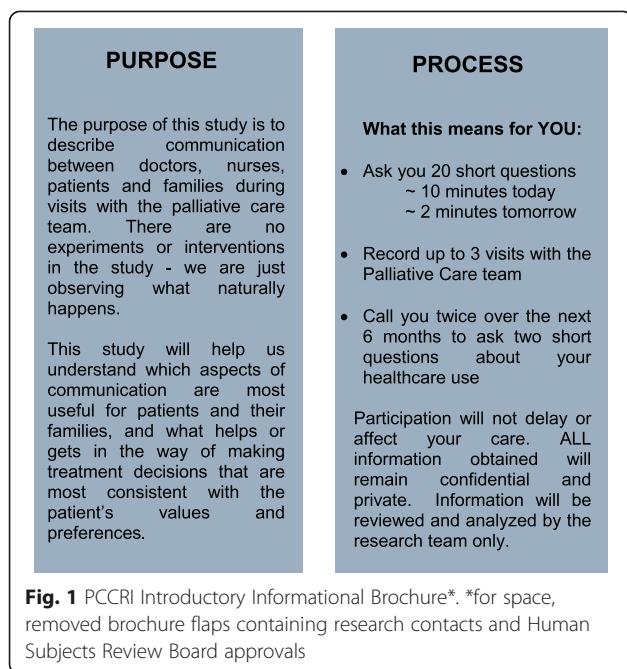 PURPOSE
The purpose of this study is to
describe communication
between doctors, nurses,
patients and families during
visits with the palliative care
team. There are no
experiments or interventions
in the study - we are just
observing what naturally
happens.
This study will help us
understand which aspects of
communication are most
useful for patients and their
families, and what helps or
gets in the way of making
treatment decisions that are
most consistent with the
patient's values and
preferences.
PROCESS
What this means for YOU:
• Ask you 20 short questions
~ 10 minutes today
~ 2 minutes tomorrow
• Record up to 3 visits with the
Palliative Care team
• Call you twice over the next
6 months to ask two short
questions about your
healthcare use
Participation will not delay or
affect your care. ALL
information obtained will
remain confidential and
private. Information will be
reviewed and analyzed by the
research team only.
Fig. 1 PCCRI Introductory Informational Brochure*. *for space,
removed brochure flaps containing research contacts and Human
Subjects Review Board approvals